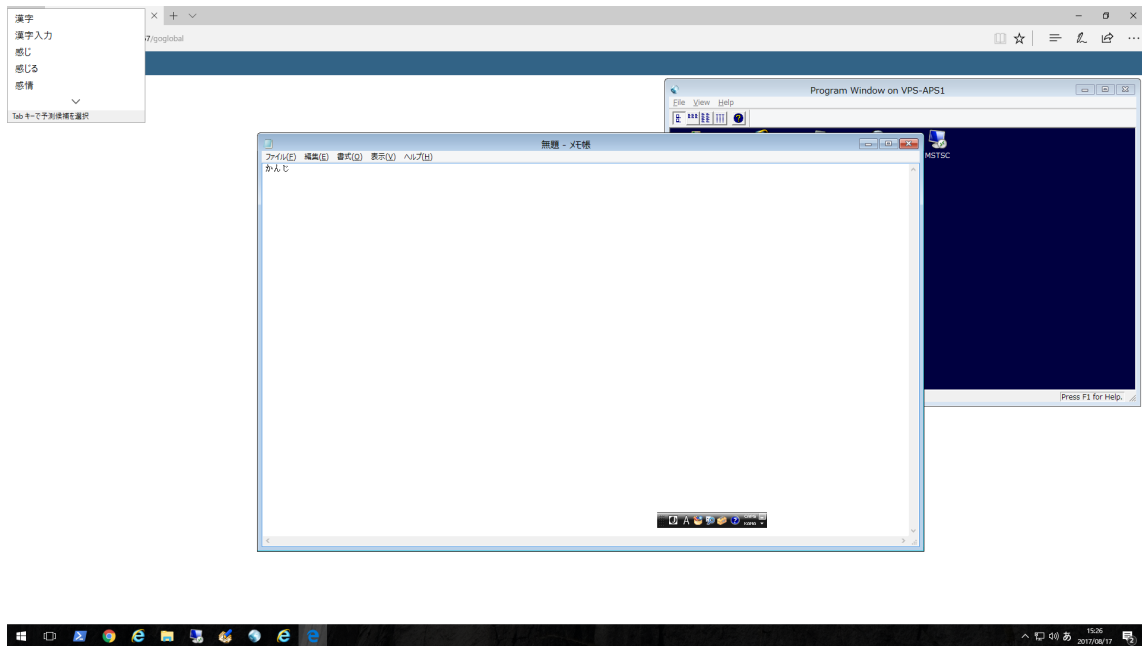 漢字
漢字入力
感じ
感じる
感情
Tab キーで予測候補を選択
57/goglobal
Program Window on VPS-APS1
File View Help
MSTSC
無題 - メモ帳
ファイル(F) 編集(E) 書式(O) 表示(V) ヘルプ(H)
かんじ
Press F1 for Help.
A
KANA
あ
15:26
2017/08/17